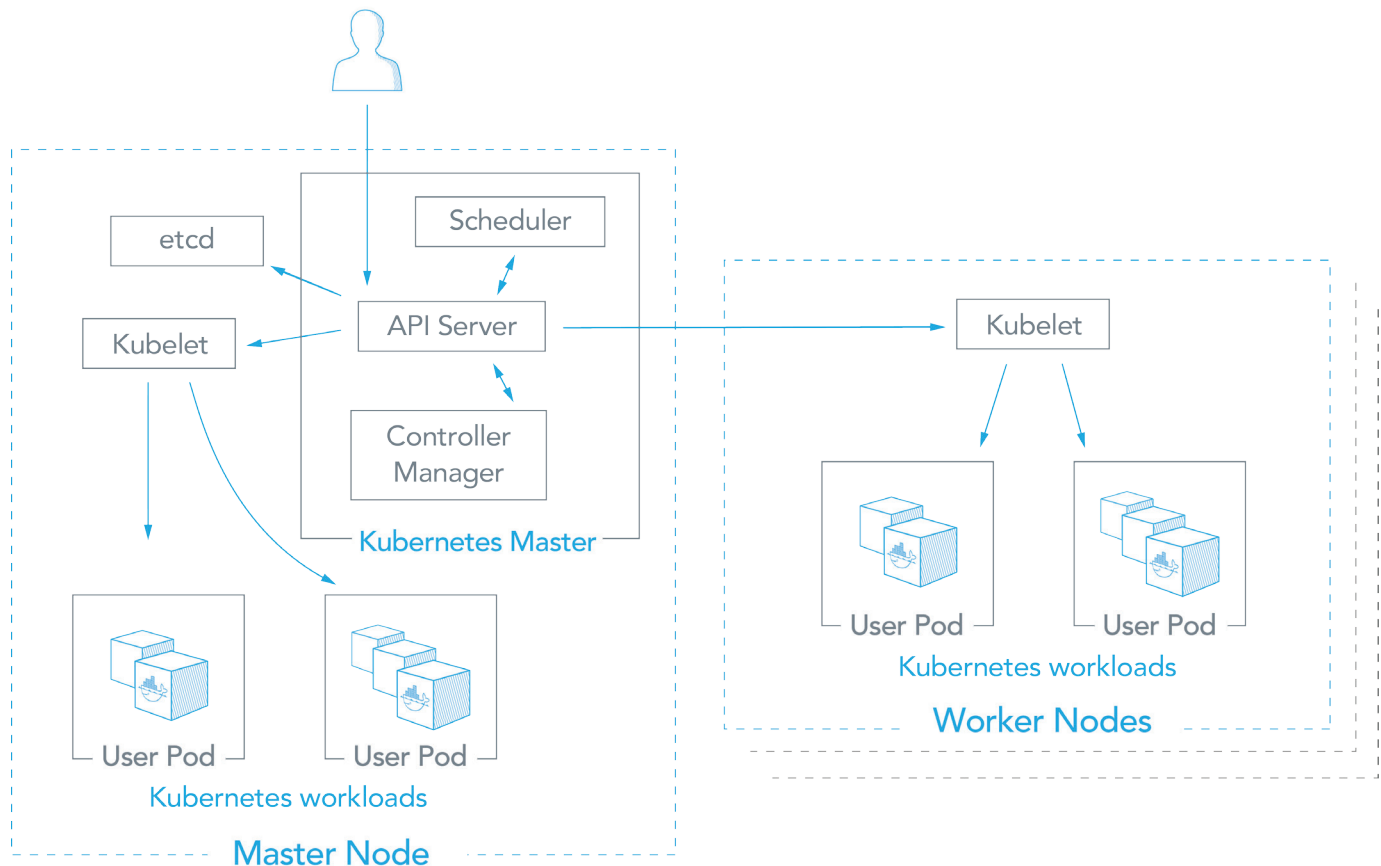 Scheduler
etcd
API Server
Kubelet
Controller
Manager
Kubernetes Master
User Pod
User Pod
Kubernetes workloads
Master Node
Kubelet
User Pod
User Pod
Kubernetes workloads
Worker Nodes